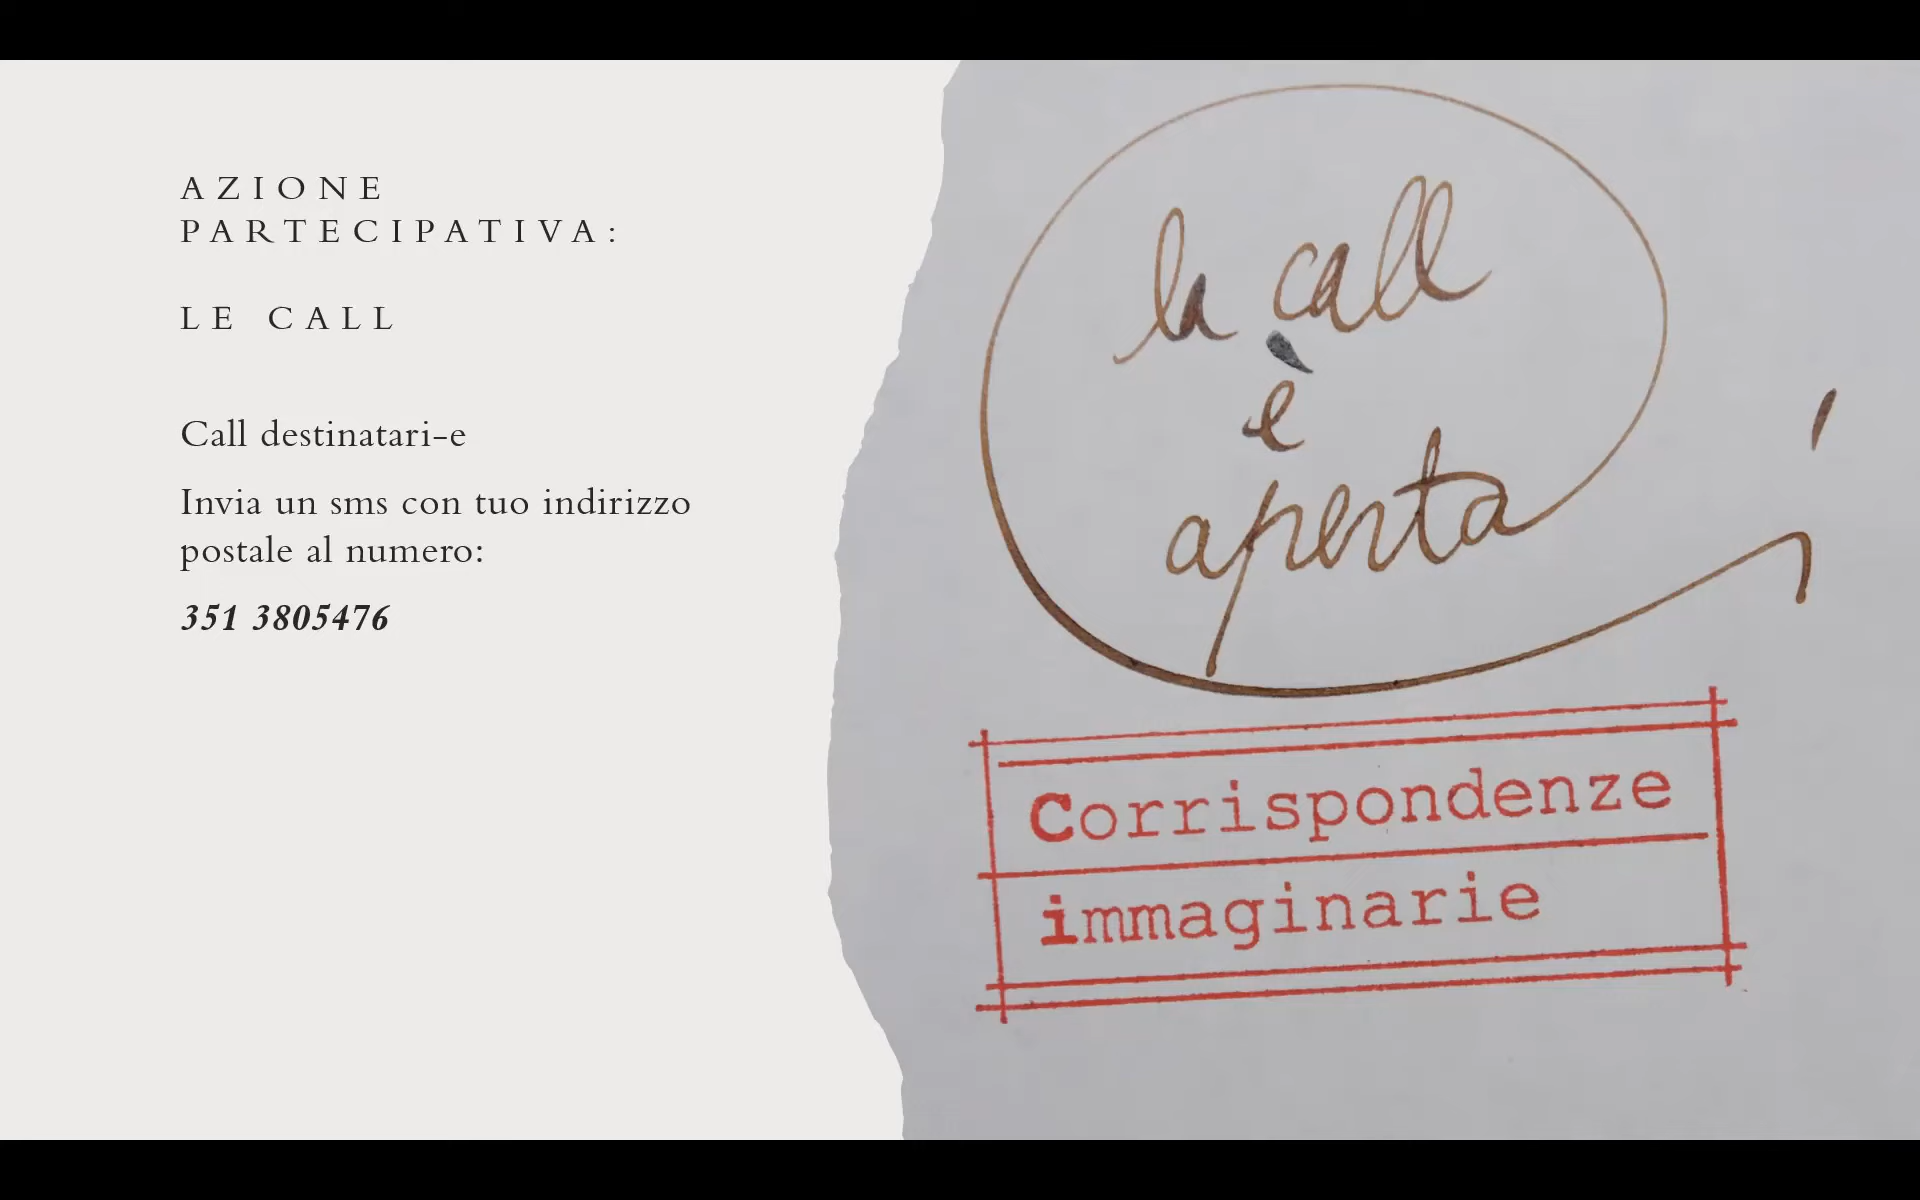 AZIONE
PARTECIPATIVA:
LE CALL
Call destinatari-e
Invia un sms con tuo indirizzo
postale al numero:
351 3805476
la call
è
aperta
Corrispondenze
immaginarie